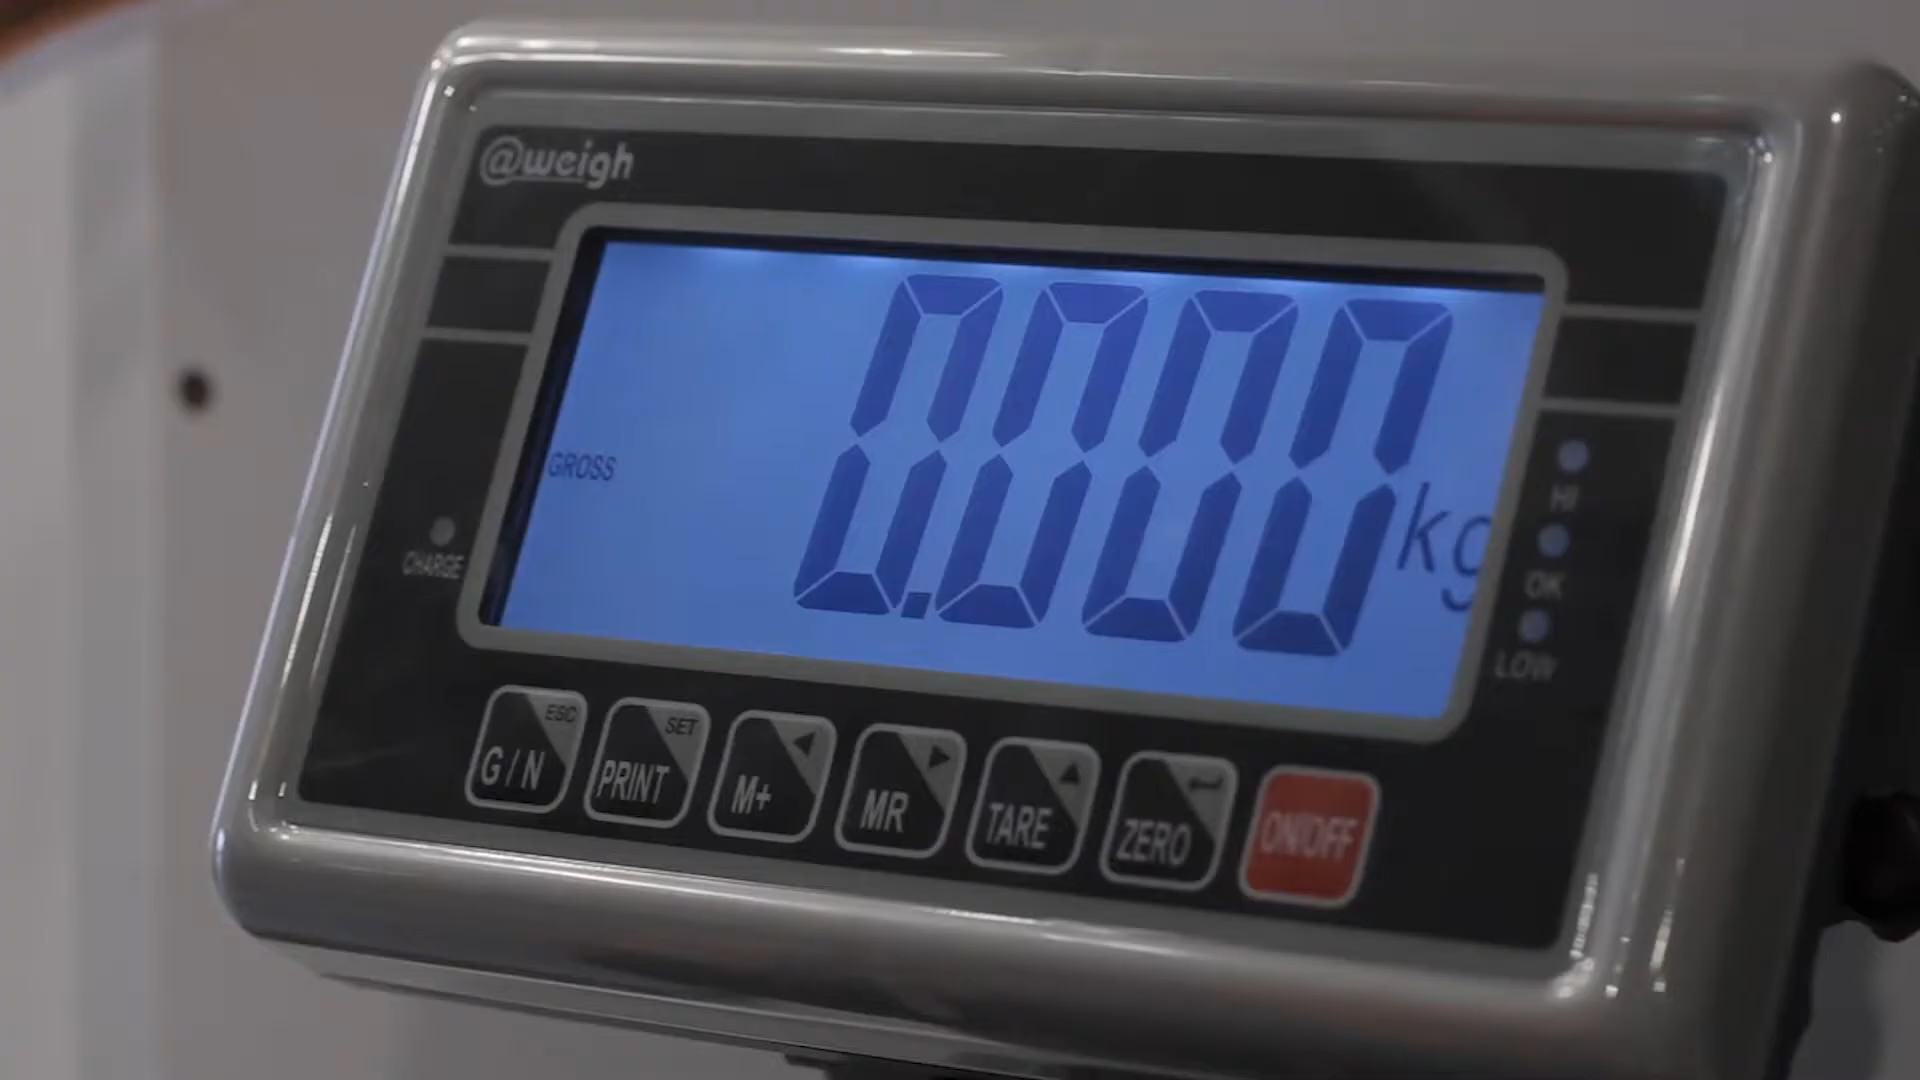 @weigh
0.000 kg
GROSS
CHARGE
HI
OK
LOW
ESC
G/N
SET
PRINT
M+
MR
TARE
ZERO
ON/OFF